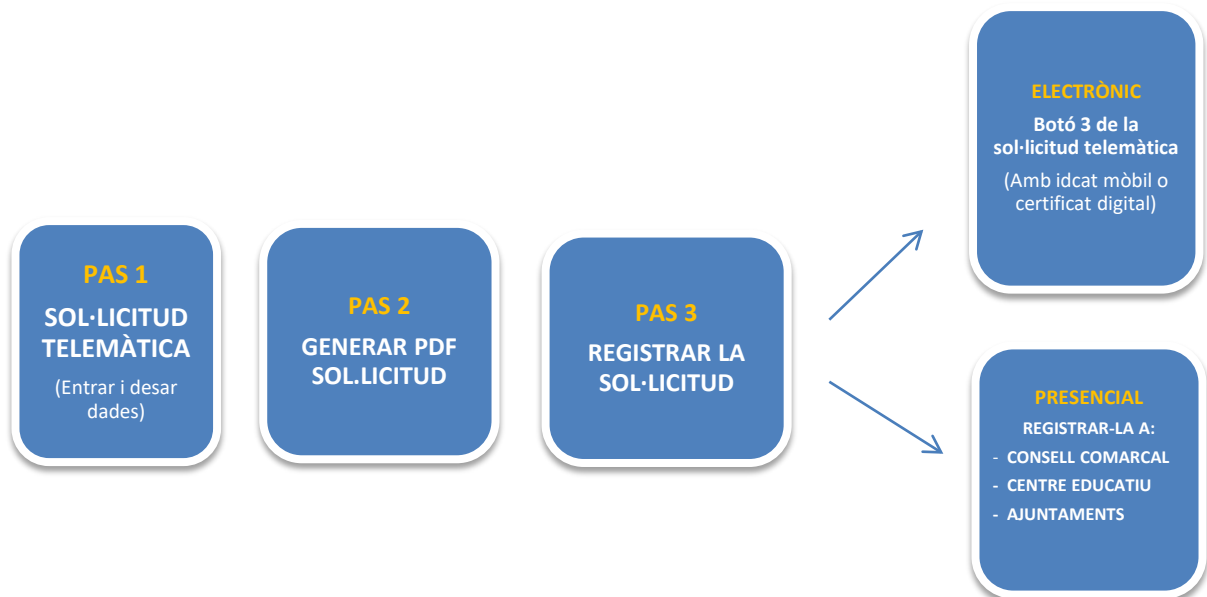 PAS 1
SOL·LICITUD
TELEMÀTICA
(Entrar i desar
dades)
PAS 2
GENERAR PDF
SOL.LICITUD
PAS 3
REGISTRAR LA
SOL·LICITUD
ELECTRÒNIC
Botó 3 de la
sol·licitud telemàtica
(Amb idcat mòbil o
certificat digital)
PRESENCIAL
REGISTRAR-LA A:
- CONSELL COMARCAL
- CENTRE EDUCATIU
- AJUNTAMENTS